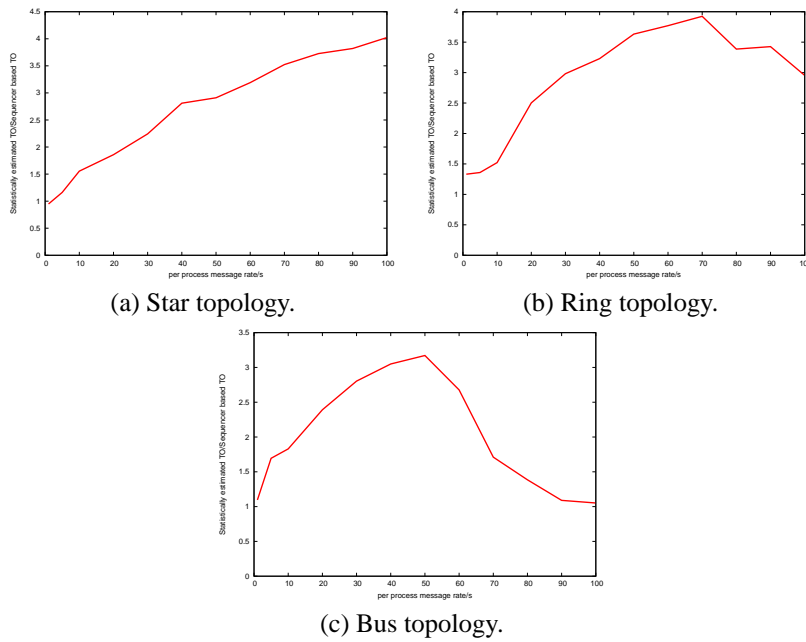 4.5
4
3.5
3
2.5
2
1.5
1
0.5
0
Statistically estimated TO/Sequencer based TO
0 10 20 30 40 50 60 70 80 90 100
per process message rate/s
(a) Star topology.
4
3.5
3
2.5
2
1.5
1
0.5
0
Statistically estimated TO/Sequencer based TO
0 10 20 30 40 50 60 70 80 90 100
per process message rate/s
(b) Ring topology.
3.5
3
2.5
2
1.5
1
0.5
0
Statistically estimated TO/Sequencer based TO
0 10 20 30 40 50 60 70 80 90 100
per process message rate/s
(c) Bus topology.